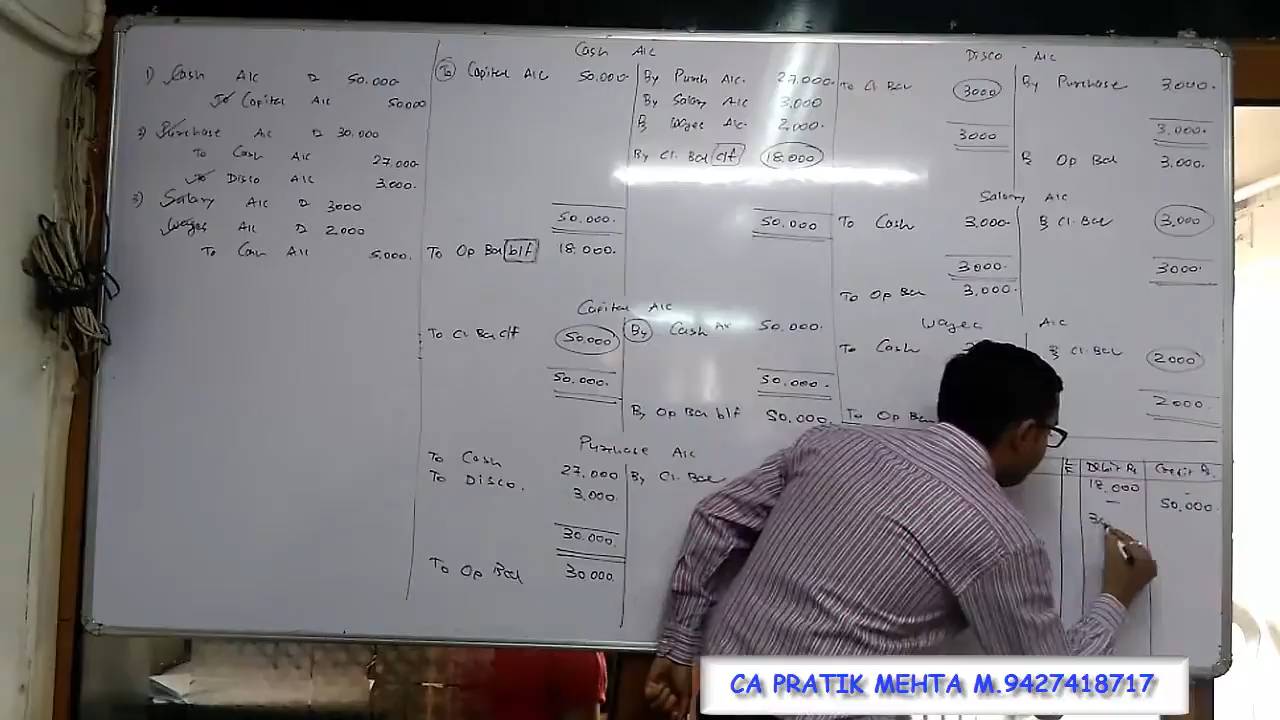 1) Cash A/C D 50.000
To Capital A/C 50000
2) Purchase A/C D 30,000
To Cash A/C 27.000
To Disco A/C 3.000.
3) Salary A/C D 3000
Wages A/C D 2000
To Cash A/C 5,000.
Cash A/C
To Capital A/C 50.000 By Purch A/C. 27,000.
By Salary A/C 3,000
By Wages A/C. 2,000.
By Cl. Bal c/f 18.000
50.000. 50.000
To Op Bal b/f 18.000.
Capital A/C
To Cl Bal c/f 50.000 By Cash A/c 50.000.
50.000. 50.000.
By Op Bal b/f 50.000.
Purchase A/C
To Cash 27.000 By Cl. Bal
To Disco. 3,000.
30.000.
To Op Bal 30.000.
Disco A/C
To Cl Bal 3000 By Purchase 3,000.
3000 3.000.
By Op Bal 3,000.
Salary A/C
To Cash 3.000. By Cl. Bal 3,000
3000 3000.
To Op Bal 3,000.
Wages A/C
To Cash By Cl. Bal 2000
2000.
To Op Bal
Debit Rs Credit Rs.
18,000 -
- 50,000.
CA PRATIK MEHTA M.9427418717